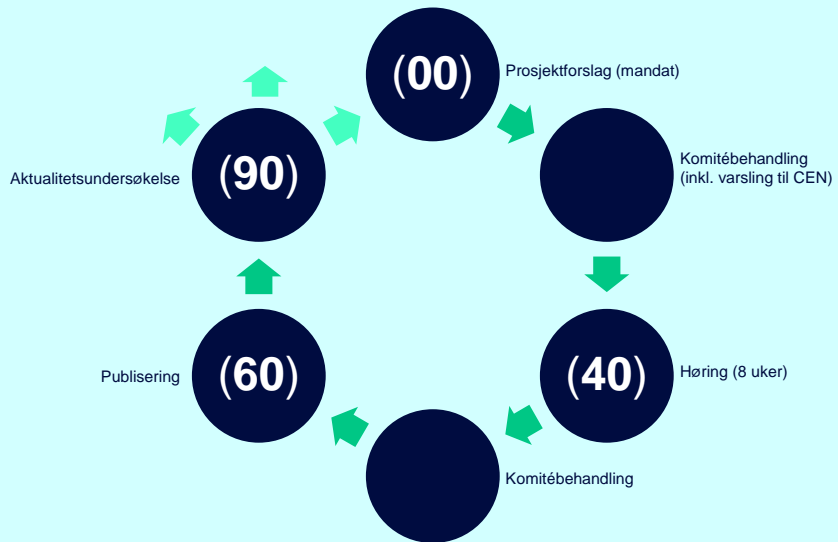 (00)
Prosjektforslag (mandat)
Komitébehandling
(inkl. varsling til CEN)
(40)
Høring (8 uker)
Komitébehandling
(60)
Publisering
(90)
Aktualitetsundersøkelse